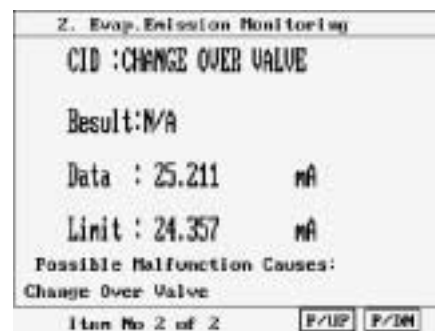 2. Evap.Emission Monitoring
CID :CHANGE OVER VALVE
Result:N/A
Data : 25.211 mA
Limit : 24.357 mA
Possible Malfunction Causes:
Change Over Valve
Item No 2 of 2 P/UP P/DN